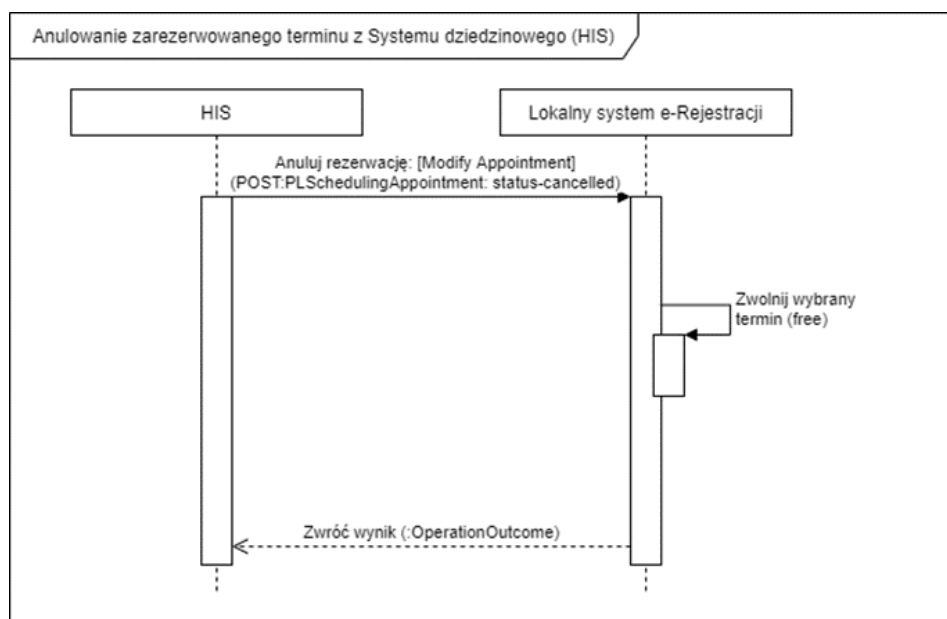 Anulowanie zarezerwowanego terminu z Systemu dziedzinowego (HIS)
HIS
Lokalny system e-Rejestracji
Anuluj rezerwację: [Modify Appointment]
(POST:PLSchedulingAppointment: status-cancelled)
Zwolnij wybrany
termin (free)
Zwróć wynik (:OperationOutcome)